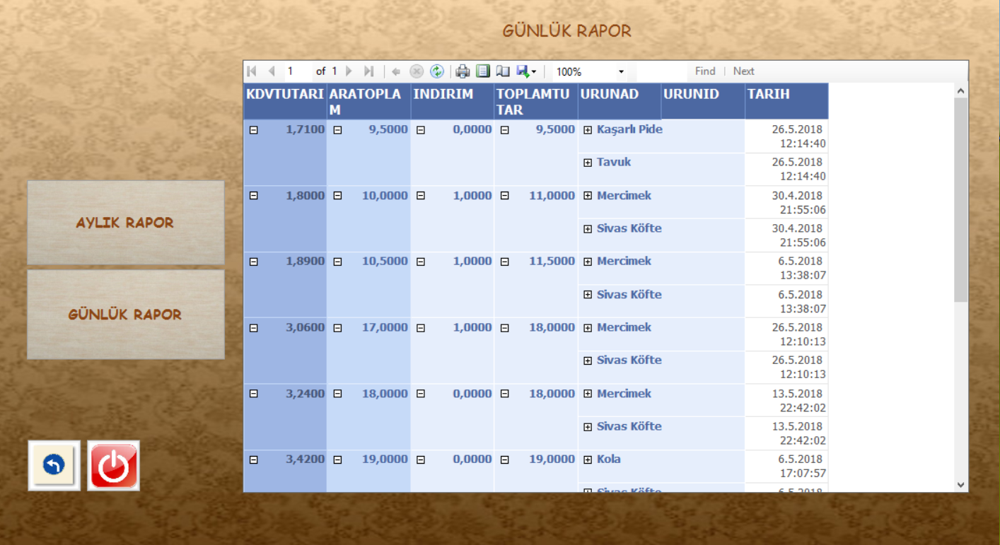 GÜNLÜK RAPOR
1 of 1 100% Find | Next
KDVTUTARI ARATOPLA INDIRIM TOPLAMTU URUNAD URUNID TARIH
M TAR
1,7100 9,5000 0,0000 9,5000 Kaşarlı Pide 26.5.2018
12:14:40
Tavuk 26.5.2018
12:14:40
1,8000 10,0000 1,0000 11,0000 Mercimek 30.4.2018
21:55:06
Sivas Köfte 30.4.2018
21:55:06
1,8900 10,5000 1,0000 11,5000 Mercimek 6.5.2018
13:38:07
Sivas Köfte 6.5.2018
13:38:07
3,0600 17,0000 1,0000 18,0000 Mercimek 26.5.2018
12:10:13
Sivas Köfte 26.5.2018
12:10:13
3,2400 18,0000 0,0000 18,0000 Mercimek 13.5.2018
22:42:02
Sivas Köfte 13.5.2018
22:42:02
3,4200 19,0000 0,0000 19,0000 Kola 6.5.2018
17:07:57
Sivas Köfte 6.5.2018
AYLIK RAPOR
GÜNLÜK RAPOR